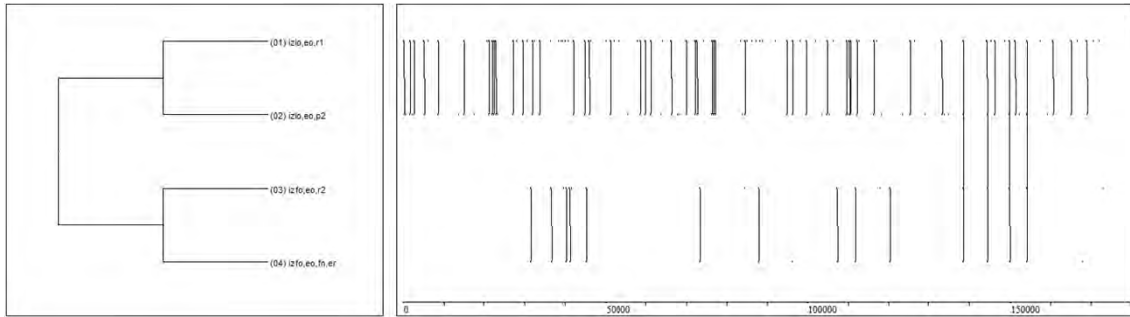 (01) izlo,eo,r1
(02) izlo,eo,p2
(03) izfo,eo,r2
(04) izfo,eo,fn,er
0 50000 100000 150000